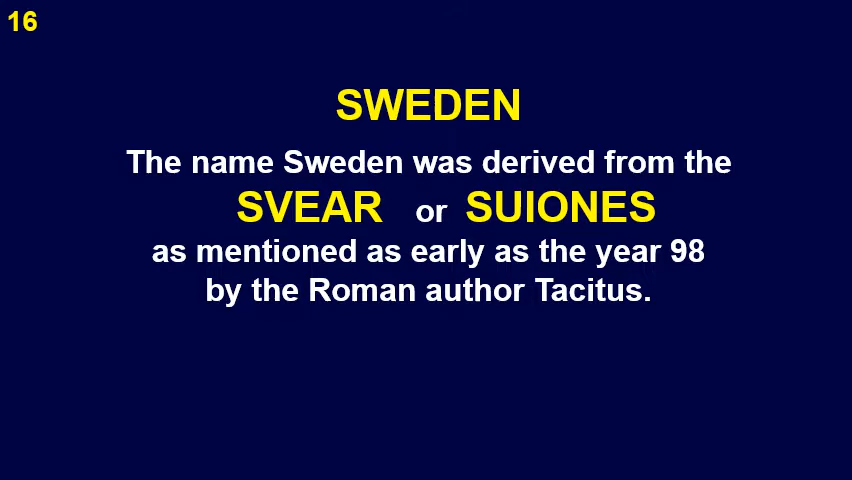 16
SWEDEN
The name Sweden was derived from the
SVEAR or SUIONES
as mentioned as early as the year 98
by the Roman author Tacitus.